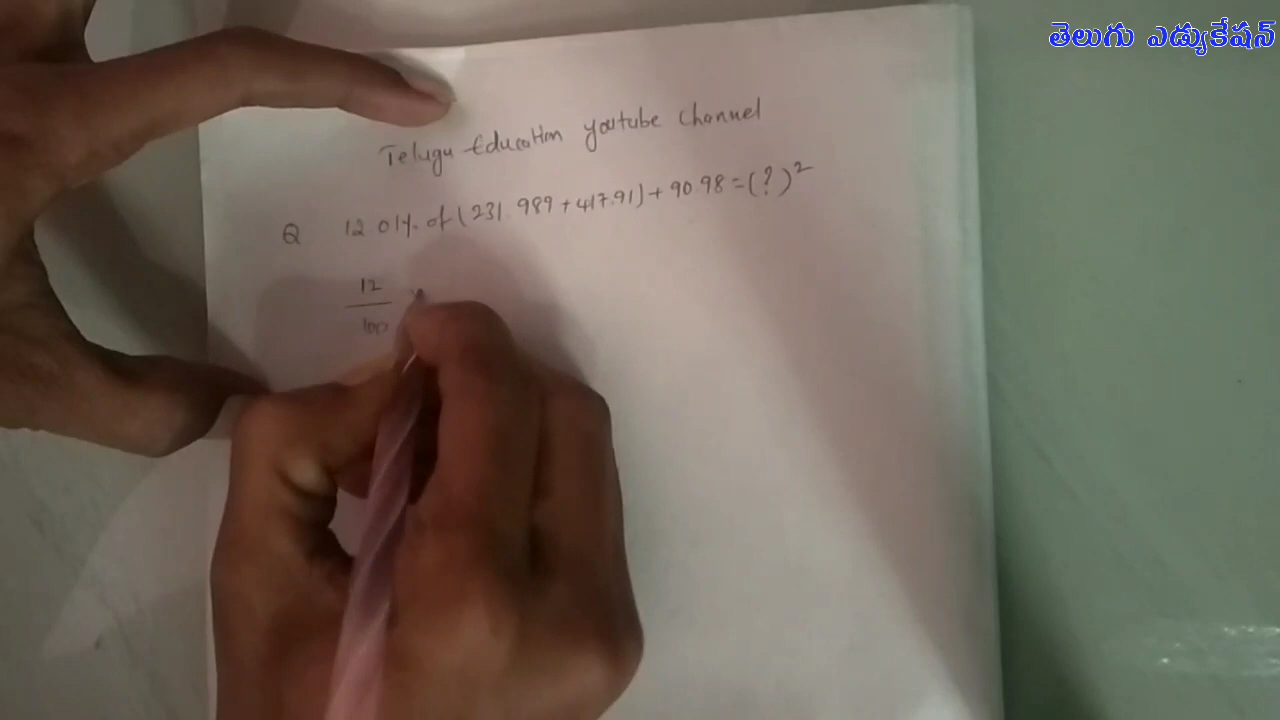 తెలుగు ఎడ్యుకేషన్
Telugu Education youtube channel
Q 12 01% of (231.989 + 417.91) + 90.98 = (?)²
12
100